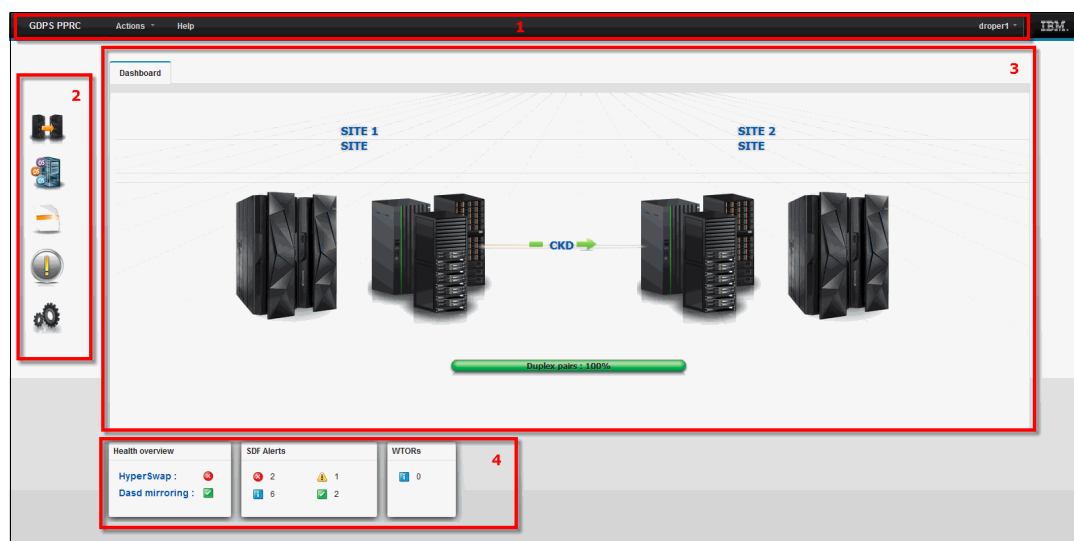 GDPS PPRC Actions Help 1 droper1 IBM.
2
Dashboard 3
SITE 1
SITE
SITE 2
SITE
CKD
Duplex pairs : 100%
4
Health overview
HyperSwap :
Dasd mirroring :
SDF Alerts
2 1
6 2
WTORs
0